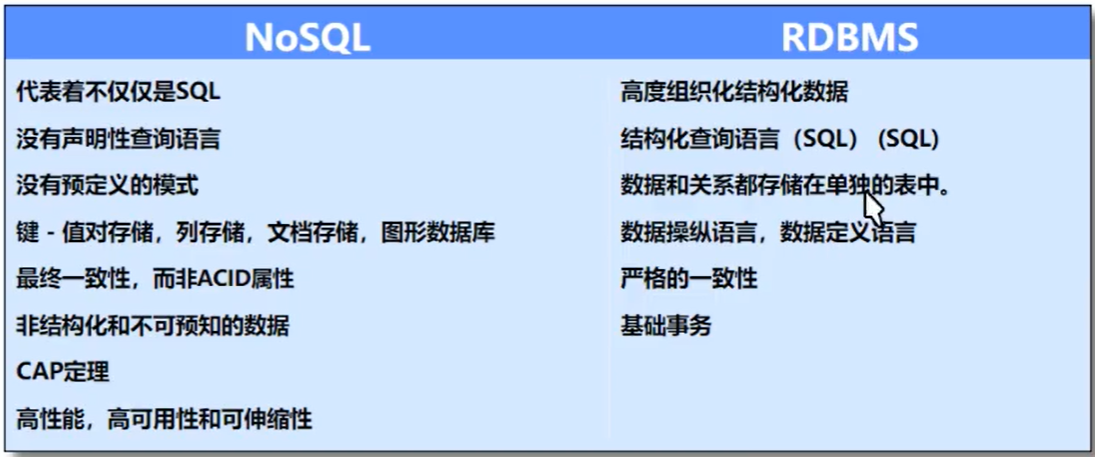 NoSQL
RDBMS
代表着不仅仅是SQL
高度组织化结构化数据
没有声明性查询语言
结构化查询语言（SQL） (SQL)
没有预定义的模式
数据和关系都存储在单独的表中。
键 - 值对存储，列存储，文档存储，图形数据库
数据操纵语言，数据定义语言
最终一致性，而非ACID属性
严格的一致性
非结构化和不可预知的数据
基础事务
CAP定理
高性能，高可用性和可伸缩性